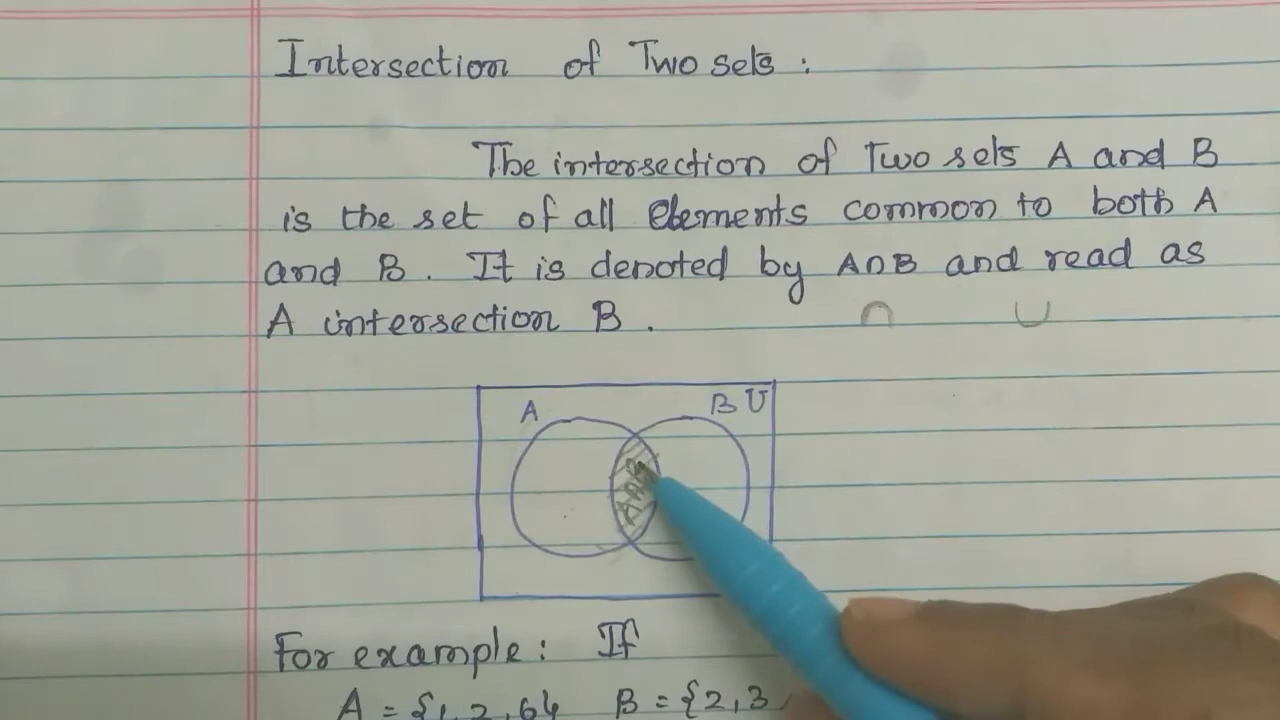 Intersection of Two sets :
The intersection of Two sets A and B
is the set of all Elements common to both A
and B. It is denoted by A∩B and read as
A intersection B.
∩ ∪
A B U
A∩B
For example: If
A = {1, 2, 6} B = {2, 3,